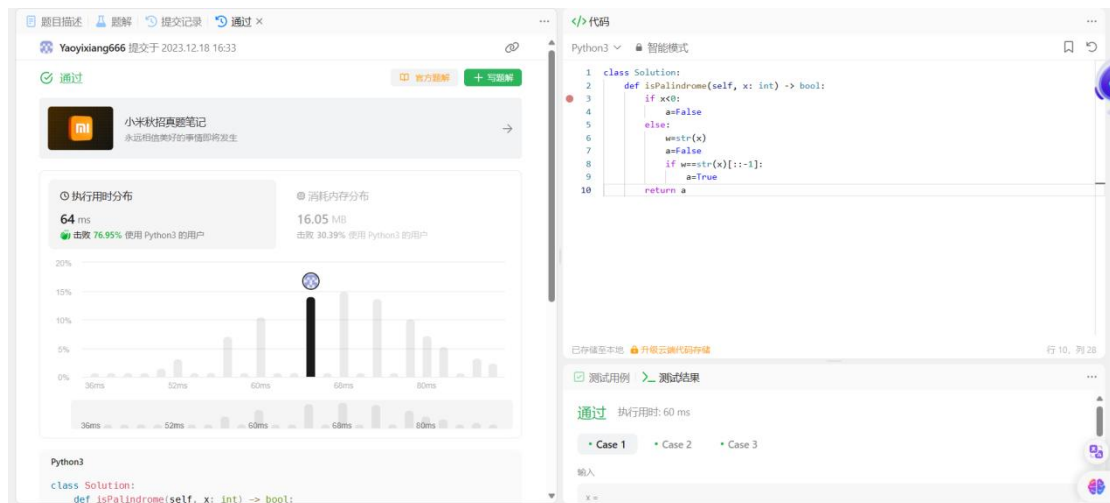 题目描述 题解 提交记录 通过 ×
Yaoyixiang666 提交于 2023.12.18 16:33
通过
官方题解 + 写题解
小米秋招真题笔记
永远相信美好的事情即将发生
执行用时分布
64 ms
击败 76.95% 使用 Python3 的用户
消耗内存分布
16.05 MB
击败 30.39% 使用 Python3 的用户
20%
15%
10%
5%
0%
36ms 52ms 60ms 68ms 80ms
36ms 52ms 60ms 68ms 80ms
Python3
class Solution:
def isPalindrome(self, x: int) -> bool:
</> 代码
Python3 智能模式
1 class Solution:
2 def isPalindrome(self, x: int) -> bool:
3 if x<0:
4 a=False
5 else:
6 w=str(x)
7 a=False
8 if w==str(x)[::-1]:
9 a=True
10 return a
已存储至本地 升级云端代码存储
行 10, 列 28
测试用例 >_ 测试结果
通过 执行用时: 60 ms
• Case 1 • Case 2 • Case 3
输入
x =